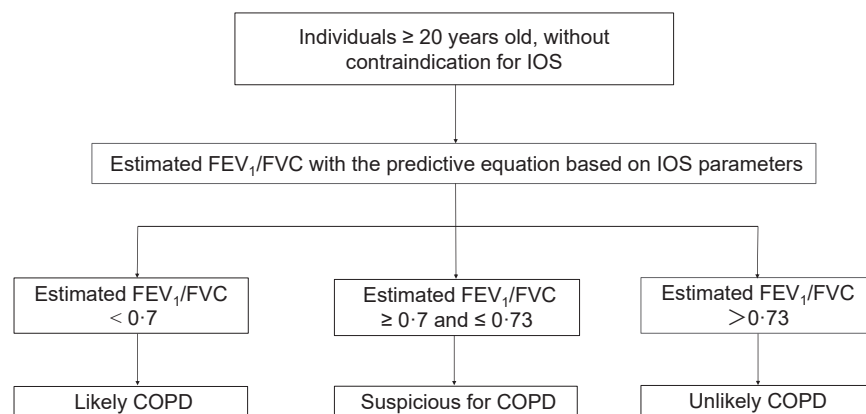 Individuals ≥ 20 years old, without
contraindication for IOS
Estimated FEV₁/FVC with the predictive equation based on IOS parameters
Estimated FEV₁/FVC
< 0·7
Estimated FEV₁/FVC
≥ 0·7 and ≤ 0·73
Estimated FEV₁/FVC
>0·73
Likely COPD
Suspicious for COPD
Unlikely COPD